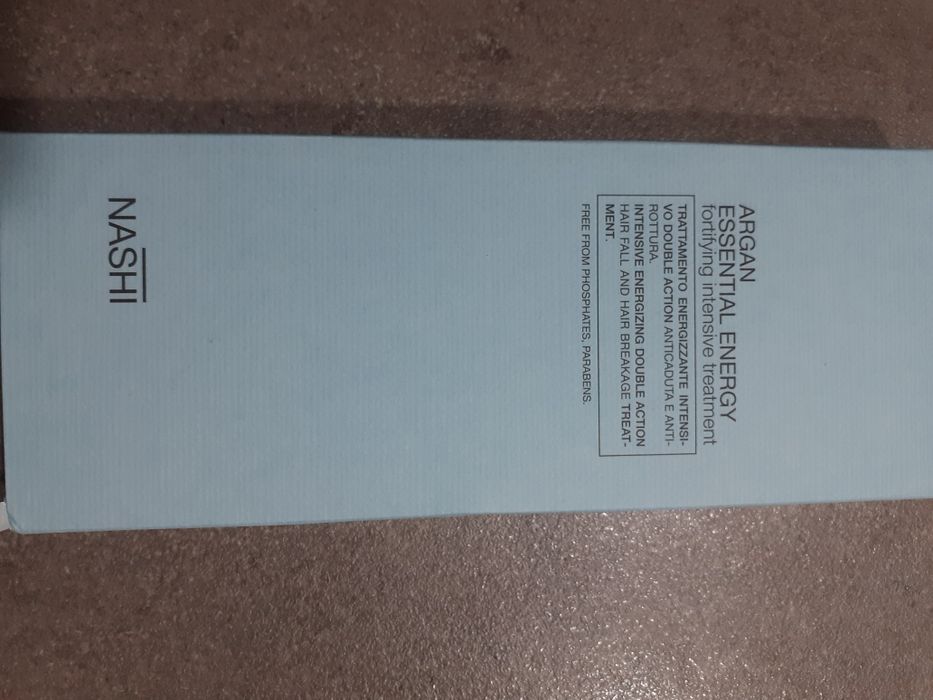 ARGAN
ESSENTIAL ENERGY
fortifying intensive treatment
TRATTAMENTO ENERGIZZANTE INTENSI-
VO DOUBLE ACTION ANTICADUTA E ANTI-
ROTTURA.
INTENSIVE ENERGIZING DOUBLE ACTION
HAIR FALL AND HAIR BREAKAGE TREAT-
MENT.
FREE FROM PHOSPHATES, PARABENS.
NASHI